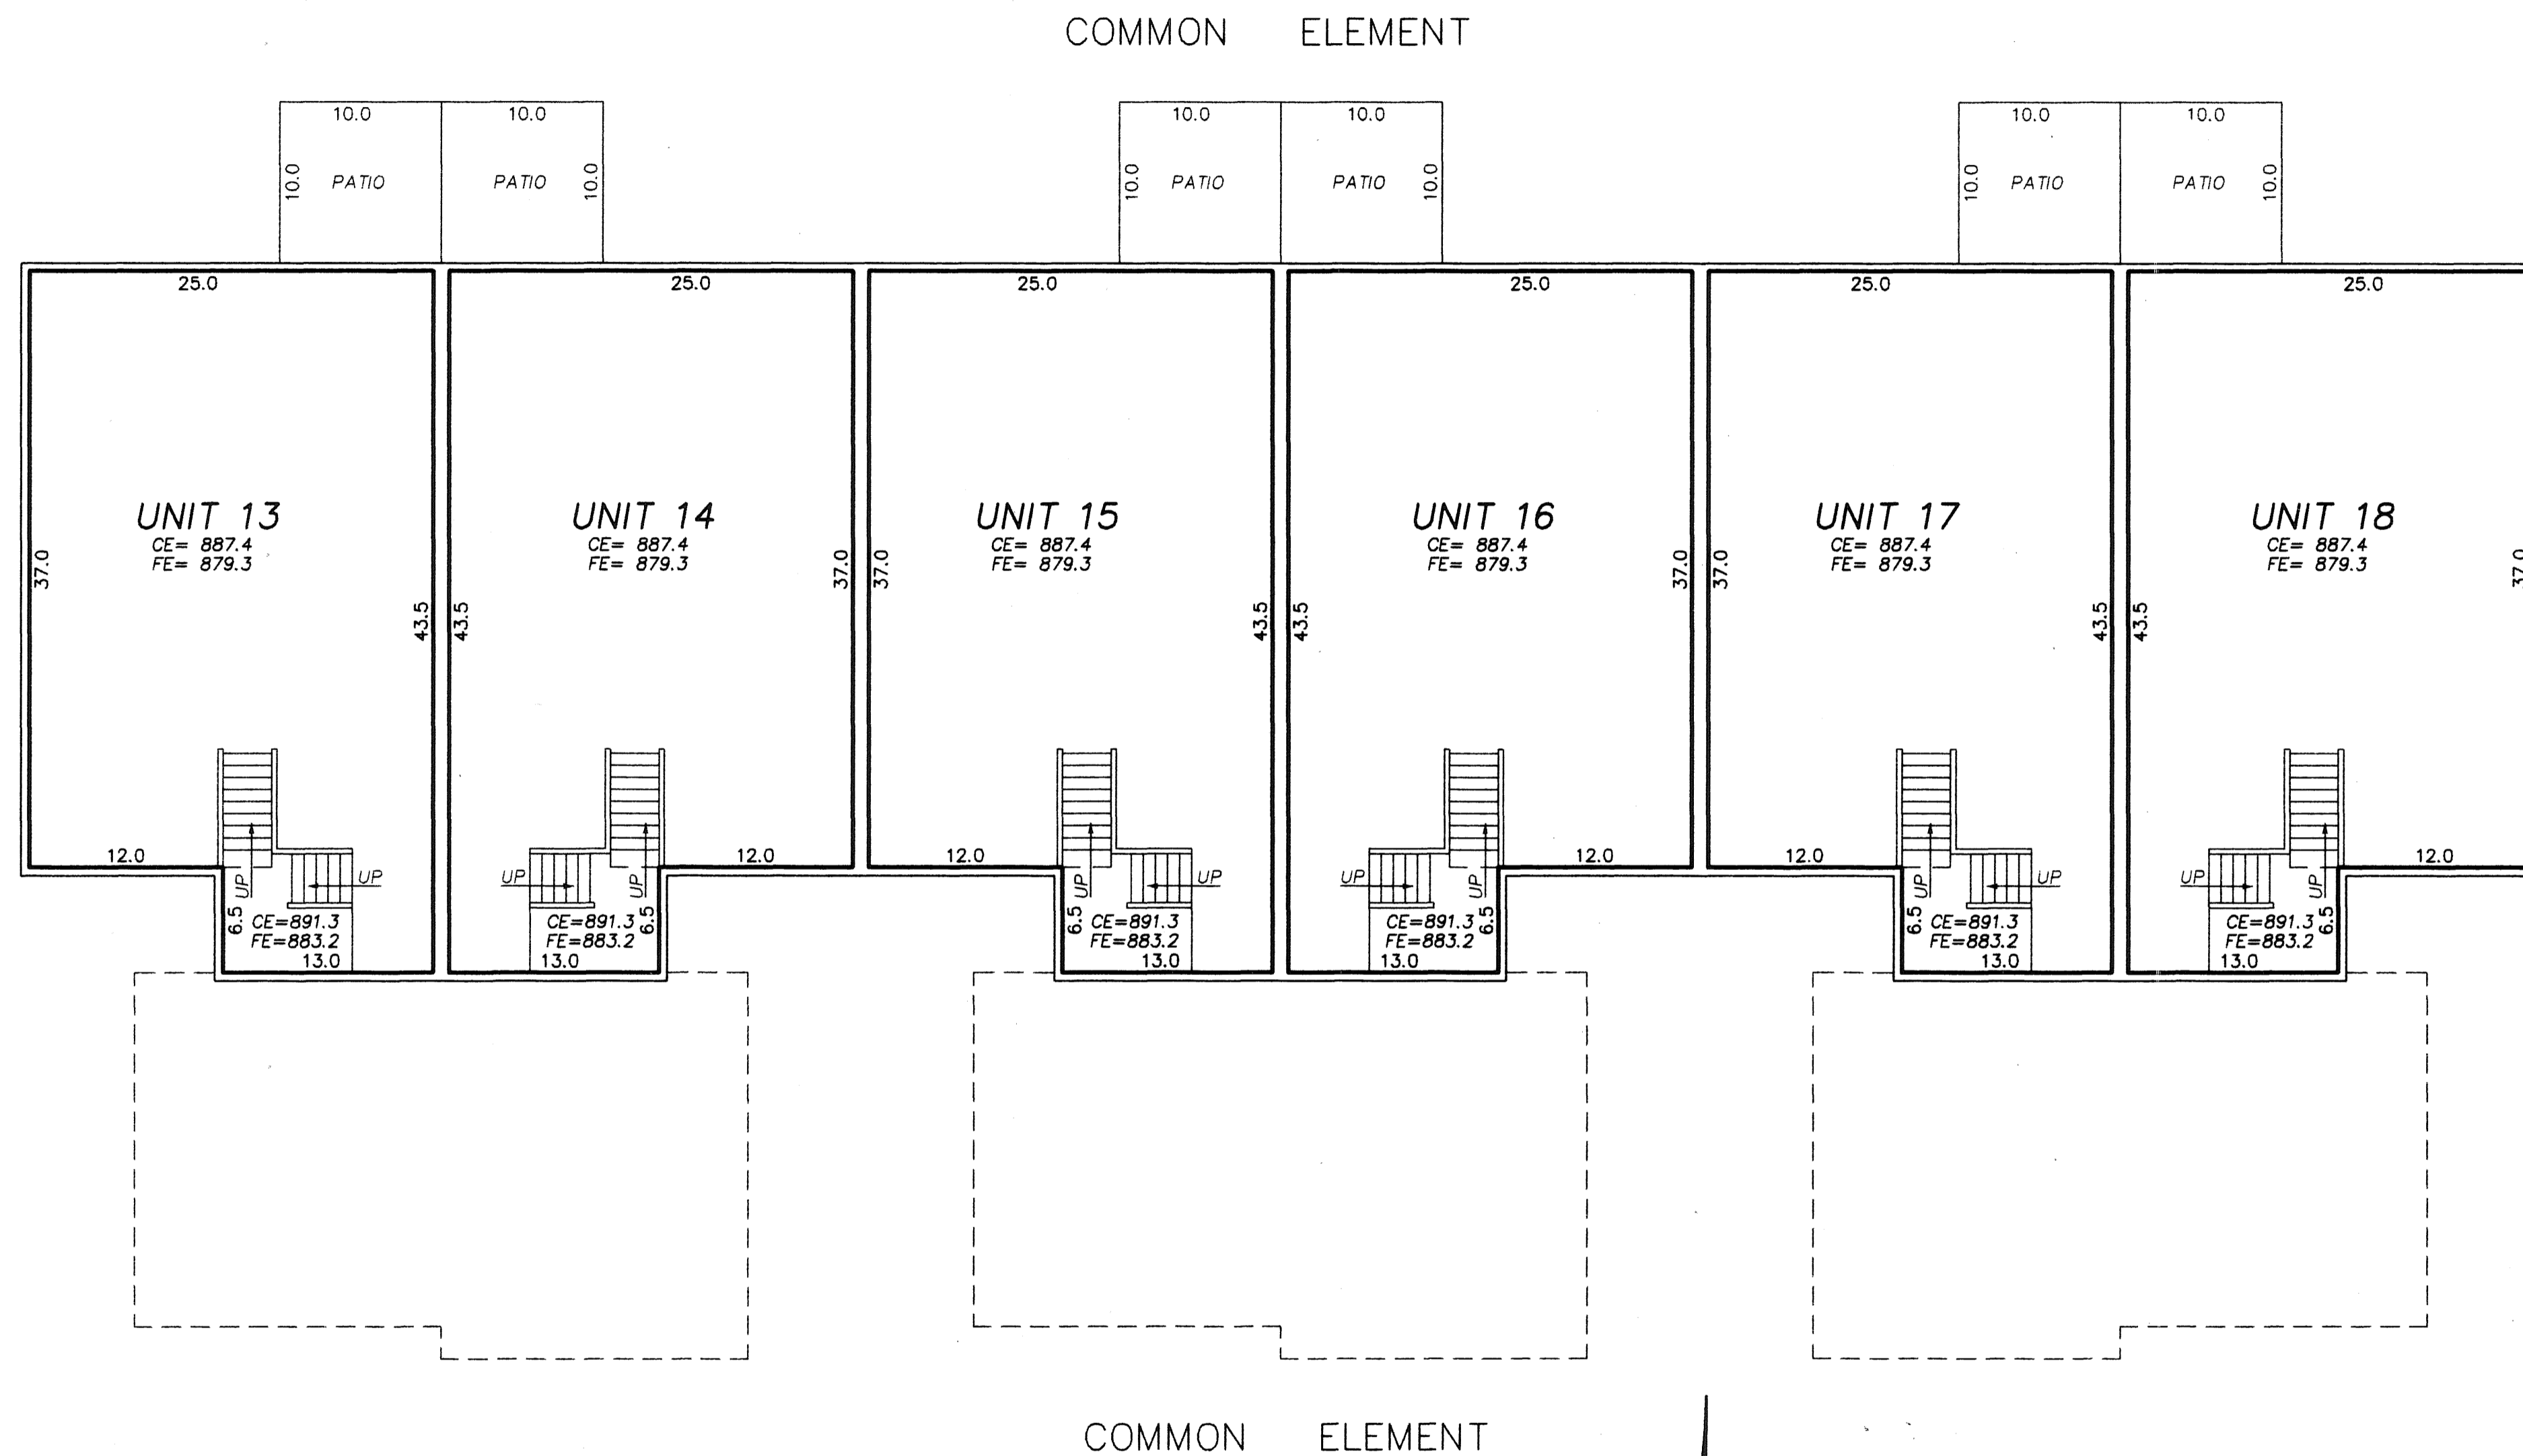 COMMON ELEMENT
10.0 10.0 10.0 10.0 10.0 10.0
10.0 PATIO PATIO 10.0 10.0 PATIO PATIO 10.0 10.0 PATIO PATIO 10.0
25.0 25.0 25.0 25.0 25.0 25.0
UNIT 13 UNIT 14 UNIT 15 UNIT 16 UNIT 17 UNIT 18
CE= 887.4 CE= 887.4 CE= 887.4 CE= 887.4 CE= 887.4 CE= 887.4
FE= 879.3 FE= 879.3 FE= 879.3 FE= 879.3 FE= 879.3 FE= 879.3
37.0 37.0 37.0 37.0 37.0 37.0
43.5 43.5 43.5 43.5 43.5 43.5
12.0 12.0 12.0 12.0 12.0 12.0
UP UP UP UP UP UP UP UP UP UP UP UP
6.5 CE=891.3 CE=891.3 6.5 6.5 CE=891.3 CE=891.3 6.5 6.5 CE=891.3 CE=891.3 6.5
FE=883.2 FE=883.2 FE=883.2 FE=883.2 FE=883.2 FE=883.2
13.0 13.0 13.0 13.0 13.0 13.0
COMMON ELEMENT